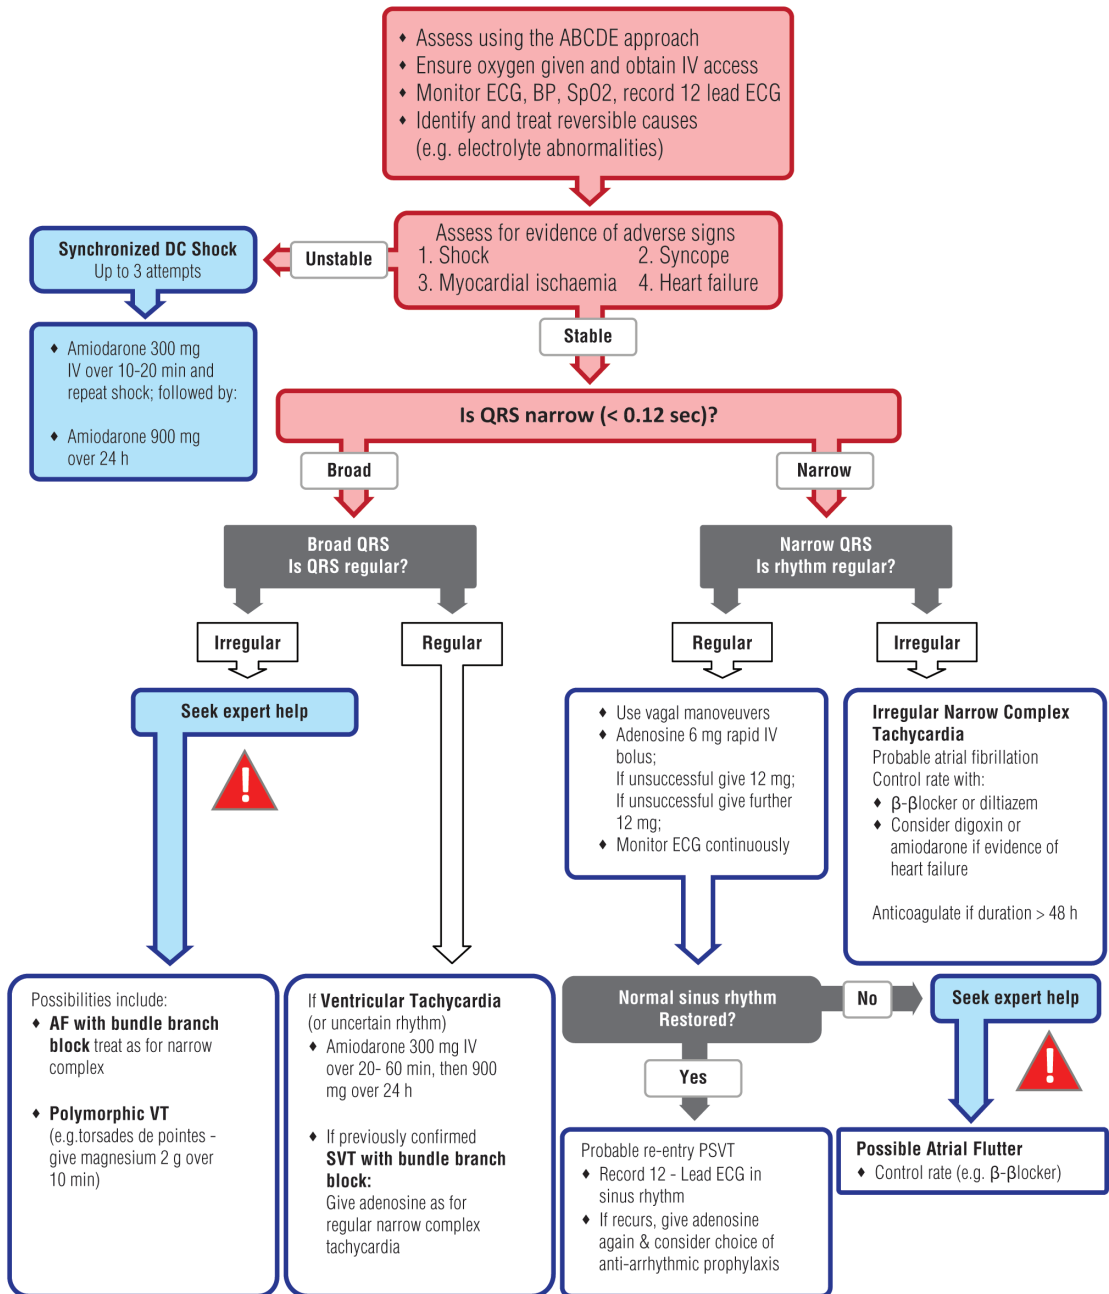 ♦ Assess using the ABCDE approach
♦ Ensure oxygen given and obtain IV access
♦ Monitor ECG, BP, SpO2, record 12 lead ECG
♦ Identify and treat reversible causes
(e.g. electrolyte abnormalities)
Assess for evidence of adverse signs
1. Shock 2. Syncope
3. Myocardial ischaemia 4. Heart failure
Unstable
Synchronized DC Shock
Up to 3 attempts
♦ Amiodarone 300 mg
IV over 10-20 min and
repeat shock; followed by:
♦ Amiodarone 900 mg
over 24 h
Stable
Is QRS narrow (< 0.12 sec)?
Broad
Narrow
Broad QRS
Is QRS regular?
Narrow QRS
Is rhythm regular?
Irregular
Regular
Regular
Irregular
Seek expert help
!
♦ Use vagal manoeuvers
♦ Adenosine 6 mg rapid IV
bolus;
If unsuccessful give 12 mg;
If unsuccessful give further
12 mg;
♦ Monitor ECG continuously
Irregular Narrow Complex
Tachycardia
Probable atrial fibrillation
Control rate with:
♦ β-βlocker or diltiazem
♦ Consider digoxin or
amiodarone if evidence of
heart failure
Anticoagulate if duration > 48 h
Possibilities include:
♦ AF with bundle branch
block treat as for narrow
complex
♦ Polymorphic VT
(e.g.torsades de pointes -
give magnesium 2 g over
10 min)
If Ventricular Tachycardia
(or uncertain rhythm)
♦ Amiodarone 300 mg IV
over 20- 60 min, then 900
mg over 24 h
♦ If previously confirmed
SVT with bundle branch
block:
Give adenosine as for
regular narrow complex
tachycardia
Normal sinus rhythm
Restored?
No
Seek expert help
!
Yes
Probable re-entry PSVT
♦ Record 12 - Lead ECG in
sinus rhythm
♦ If recurs, give adenosine
again & consider choice of
anti-arrhythmic prophylaxis
Possible Atrial Flutter
♦ Control rate (e.g. β-βlocker)